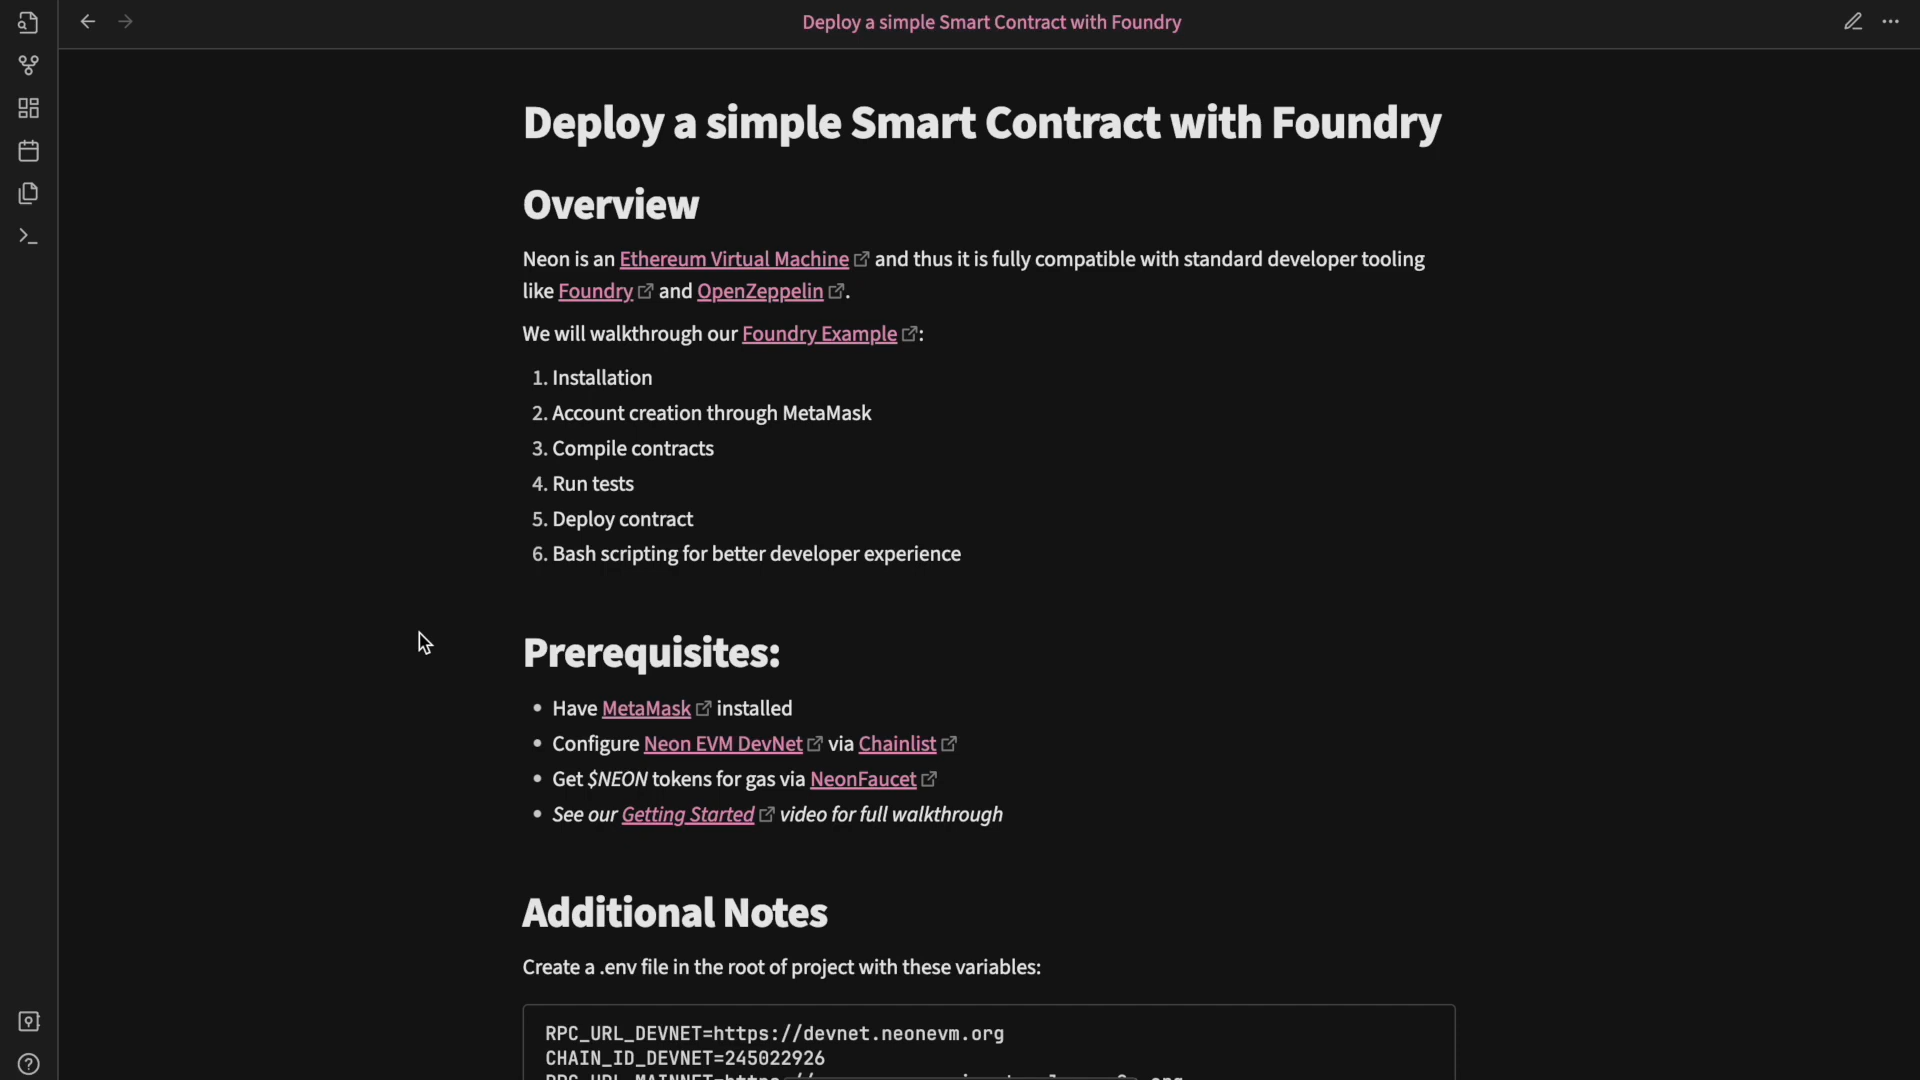 Deploy a simple Smart Contract with Foundry
Deploy a simple Smart Contract with Foundry
Overview
Neon is an Ethereum Virtual Machine and thus it is fully compatible with standard developer tooling
like Foundry and OpenZeppelin.
We will walkthrough our Foundry Example:
1. Installation
2. Account creation through MetaMask
3. Compile contracts
4. Run tests
5. Deploy contract
6. Bash scripting for better developer experience
Prerequisites:
• Have MetaMask installed
• Configure Neon EVM DevNet via Chainlist
• Get $NEON tokens for gas via NeonFaucet
• See our Getting Started video for full walkthrough
Additional Notes
Create a .env file in the root of project with these variables:
RPC_URL_DEVNET=https://devnet.neonevm.org
CHAIN_ID_DEVNET=245022926